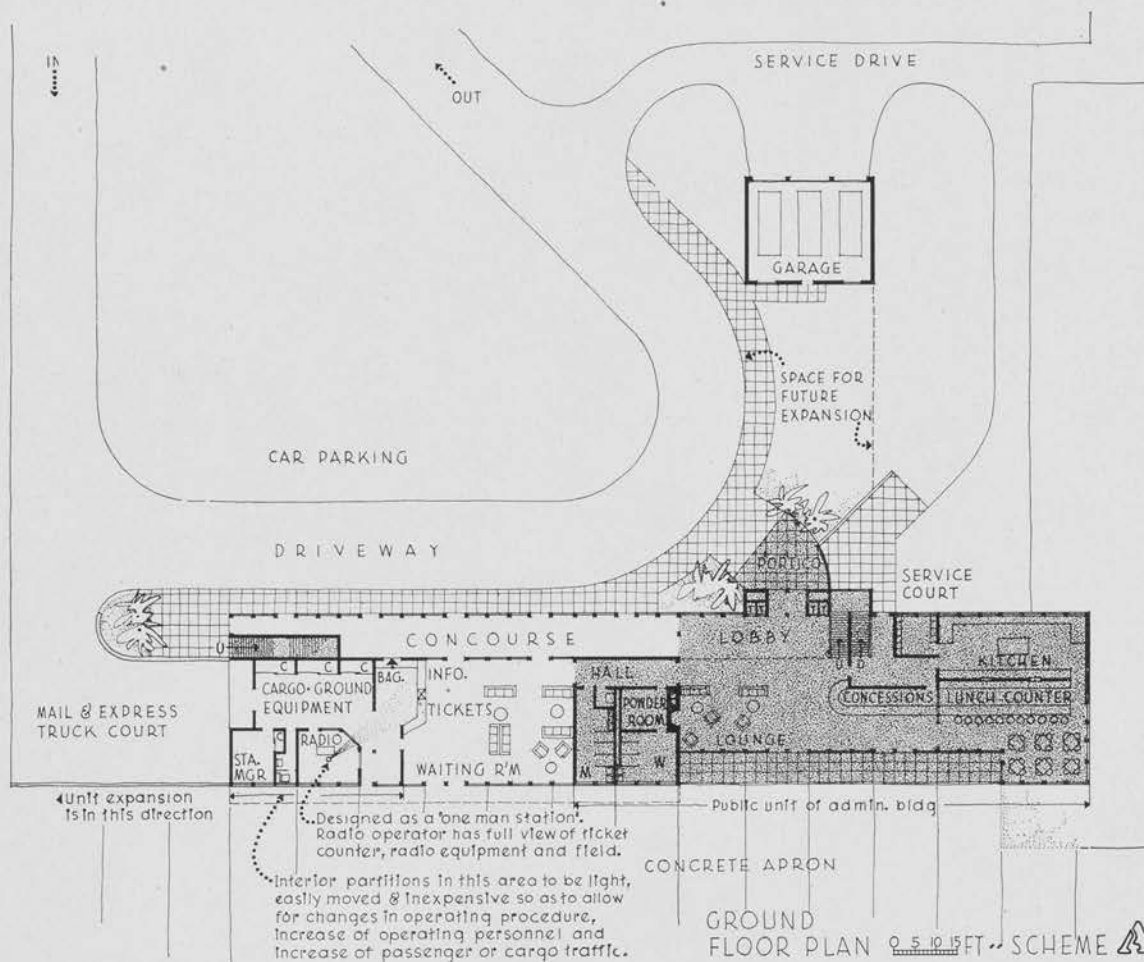 IN
OUT
SERVICE DRIVE
GARAGE
SPACE FOR
FUTURE
EXPANSION
CAR PARKING
DRIVEWAY
PORTICO
SERVICE
COURT
U
CONCOURSE
LOBBY
U D
KITCHEN
C C C
BAG.
INFO.
HALL
CARGO·GROUND
EQUIPMENT
TICKETS
POWDER
ROOM
CONCESSIONS
LUNCH COUNTER
MAIL & EXPRESS
TRUCK COURT
C
RADIO
LOUNGE
STA.
MGR
WAITING R'M
M
W
Unit expansion
is in this direction
Public unit of admin. bldg
Designed as a 'one man station'.
Radio operator has full view of ticket
counter, radio equipment and field.
CONCRETE APRON
Interior partitions in this area to be light,
easily moved & inexpensive so as to allow
for changes in operating procedure,
increase of operating personnel and
increase of passenger or cargo traffic.
GROUND
FLOOR PLAN 0 5 10 15 FT·· SCHEME A